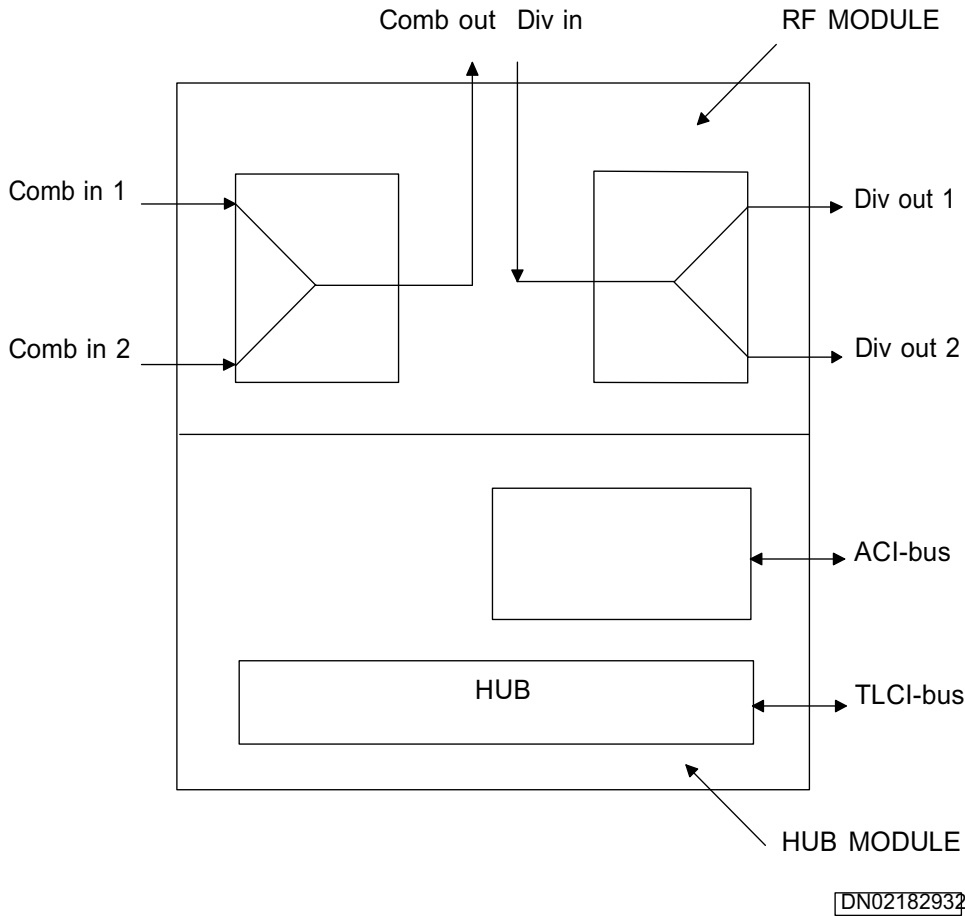 Comb out Div in
RF MODULE
Comb in 1
Div out 1
Comb in 2
Div out 2
ACI-bus
HUB
TLCI-bus
HUB MODULE
DN02182932